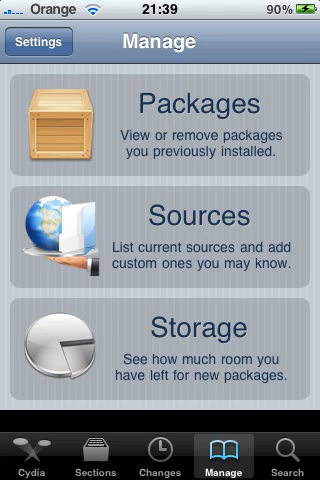 Orange 21:39 90%
Settings Manage
Packages
View or remove packages
you previously installed.
Sources
List current sources and add
custom ones you may know.
Storage
See how much room you
have left for new packages.
Cydia Sections Changes Manage Search